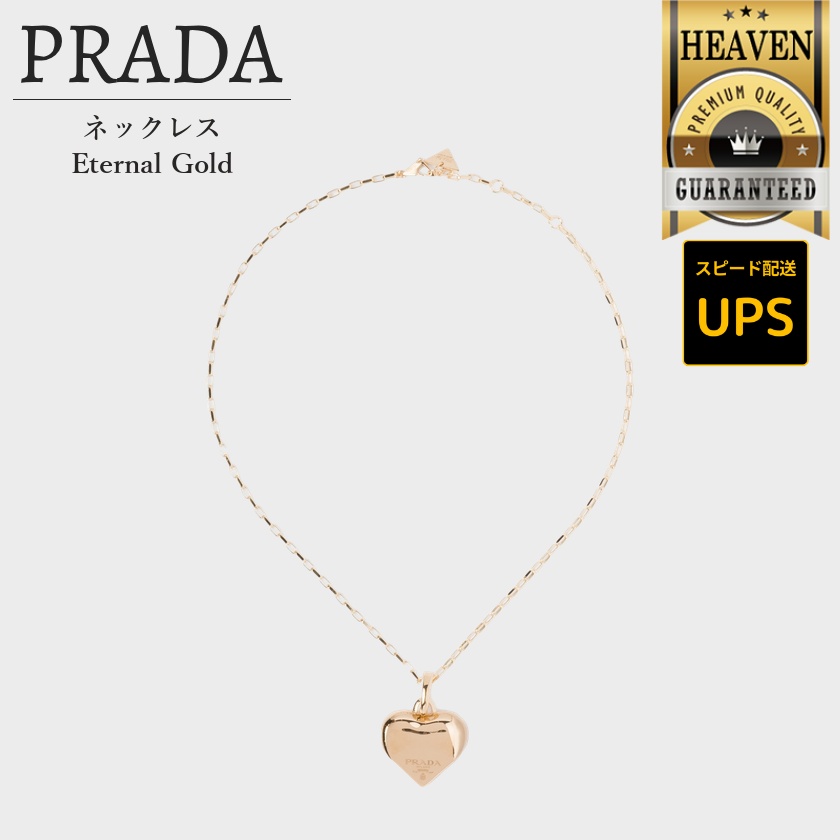 PRADA
ネックレス
Eternal Gold
HEAVEN
PREMIUM QUALITY
GUARANTEED
スピード配送
UPS
PRADA